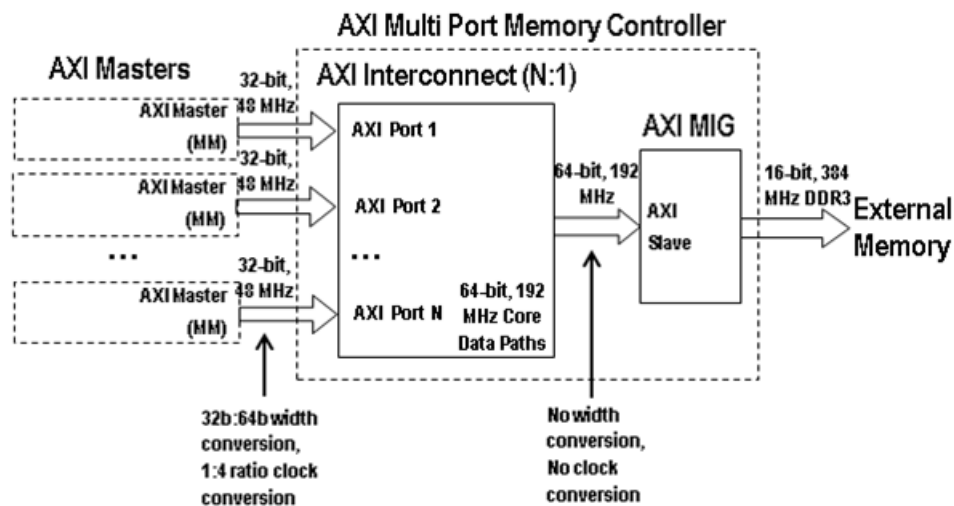 AXI Multi Port Memory Controller
AXI Masters
AXI Interconnect (N:1)
32-bit,
48 MHz
AXI Master
(MM)
AXI Port 1
32-bit,
48 MHz
AXI Master
(MM)
AXI Port 2
...
...
32-bit,
48 MHz
AXI Master
(MM)
AXI Port N
64-bit, 192
MHz Core
Data Paths
64-bit, 192
MHz
AXI MIG
AXI
Slave
16-bit, 384
MHz DDR3
External
Memory
32b:64b width
conversion,
1:4 ratio clock
conversion
No width
conversion,
No clock
conversion